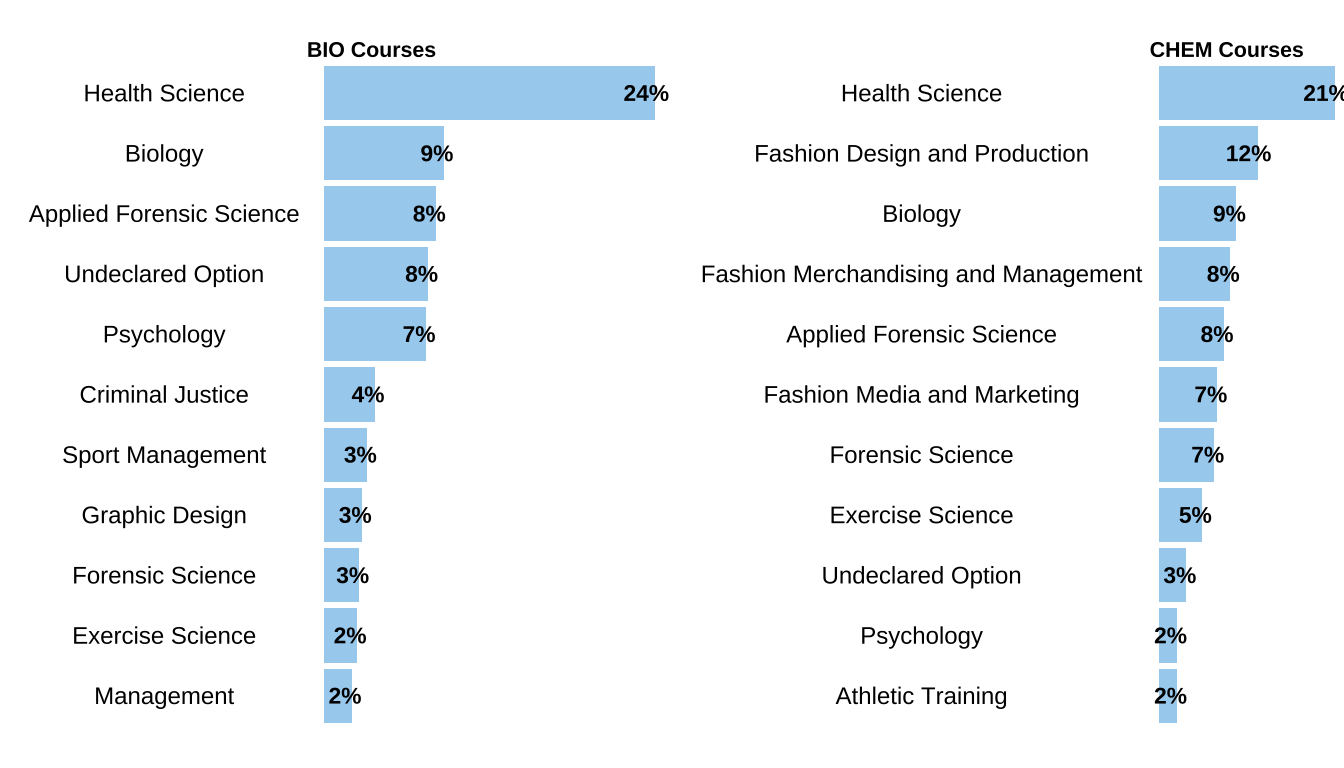 BIO Courses
Health Science 24%
Biology 9%
Applied Forensic Science 8%
Undeclared Option 8%
Psychology 7%
Criminal Justice 4%
Sport Management 3%
Graphic Design 3%
Forensic Science 3%
Exercise Science 2%
Management 2%
CHEM Courses
Health Science 21%
Fashion Design and Production 12%
Biology 9%
Fashion Merchandising and Management 8%
Applied Forensic Science 8%
Fashion Media and Marketing 7%
Forensic Science 7%
Exercise Science 5%
Undeclared Option 3%
Psychology 2%
Athletic Training 2%